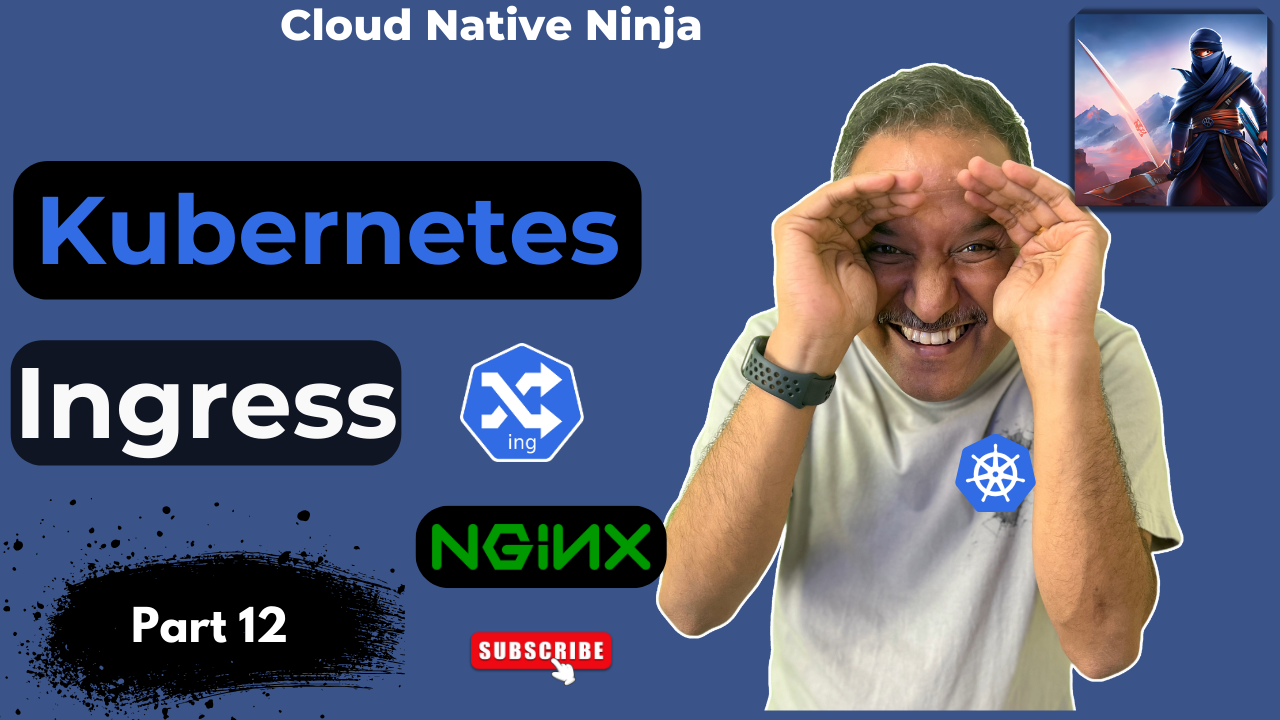 Cloud Native Ninja
Kubernetes
Ingress
ing
NGINX
Part 12
SUBSCRIBE